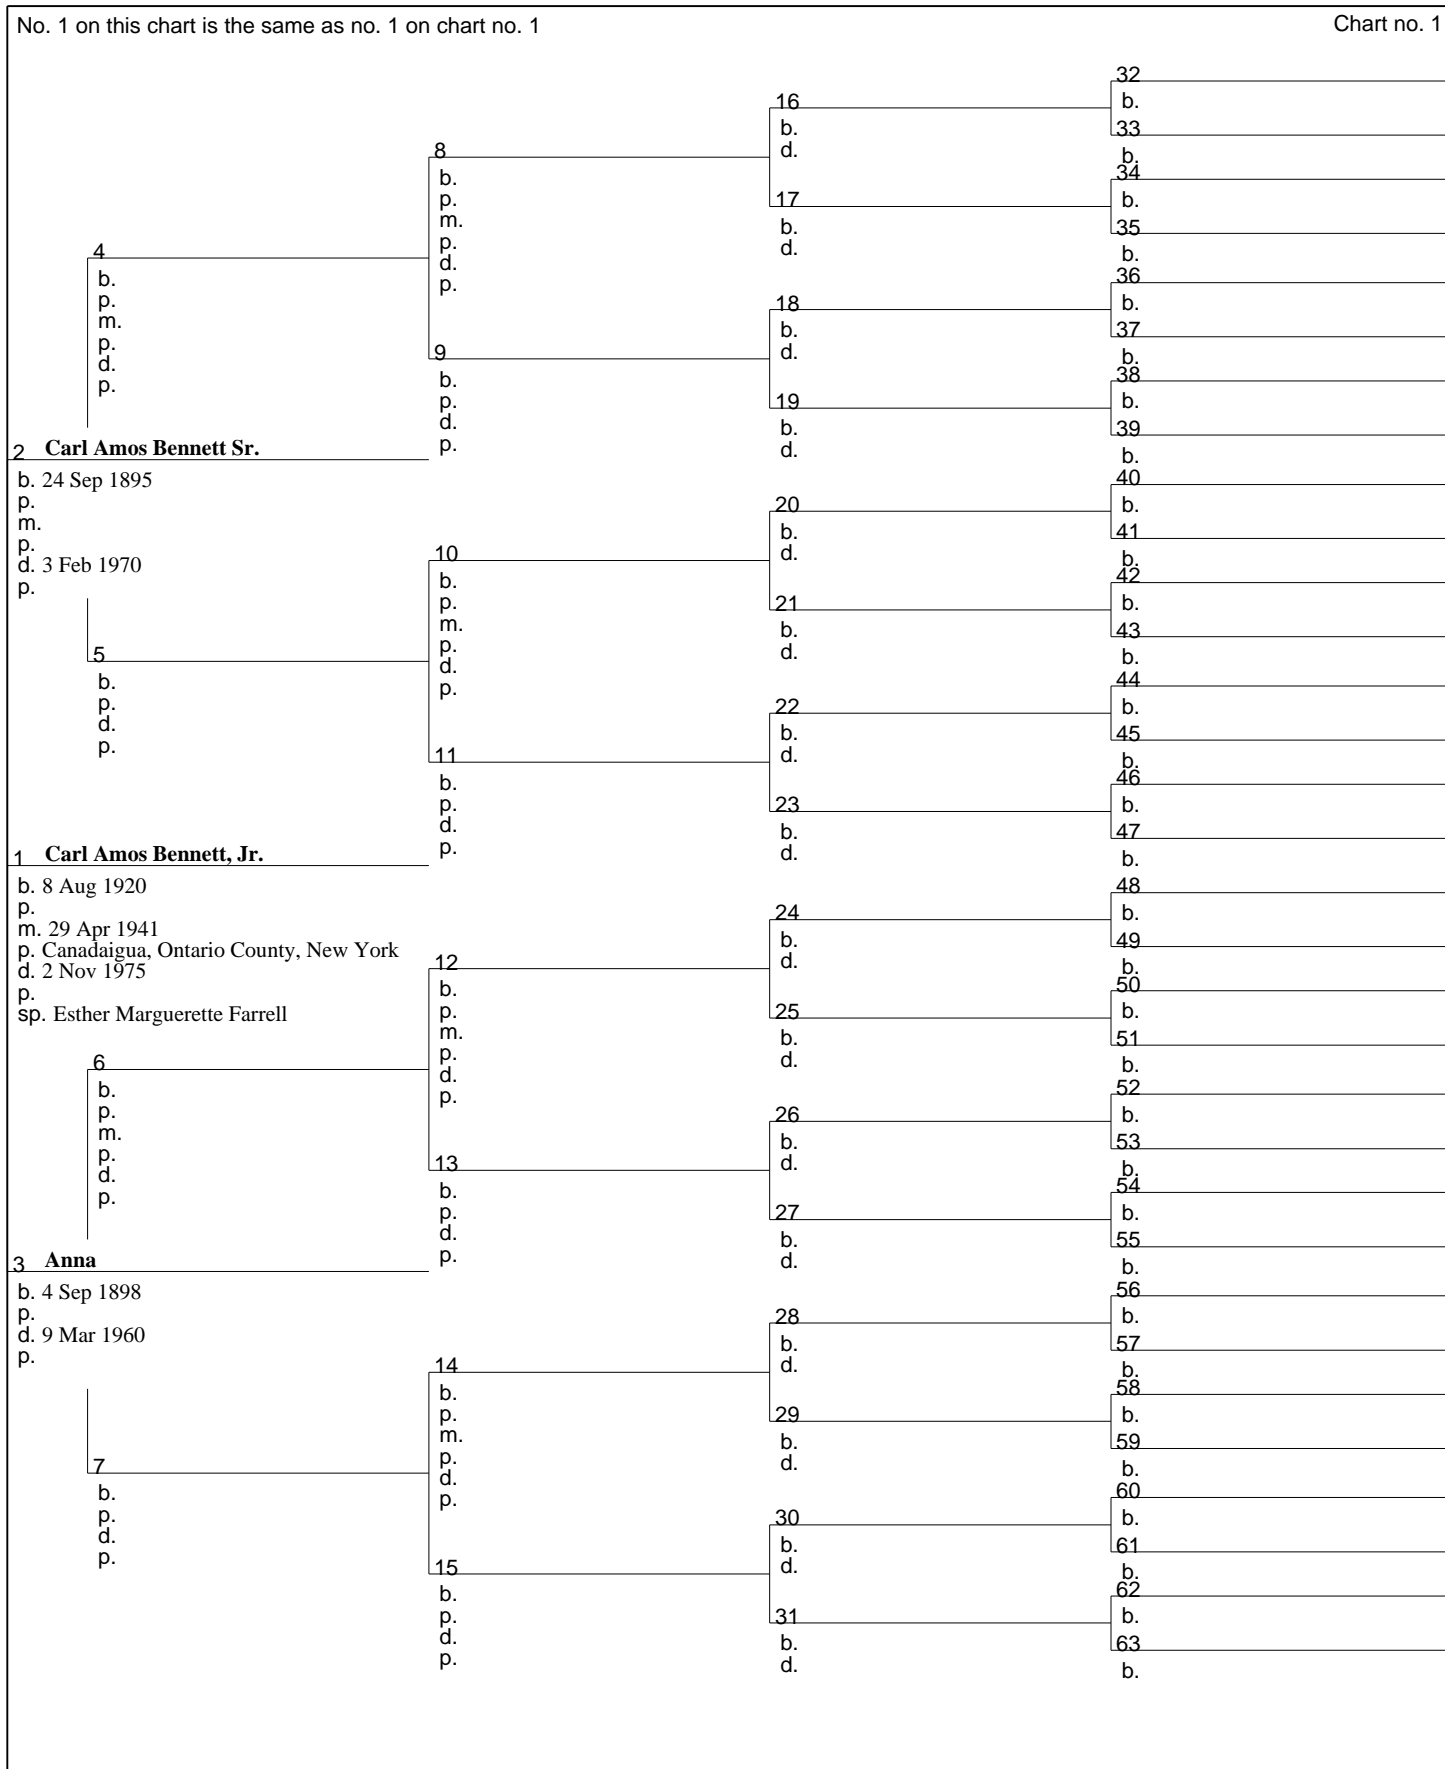 No. 1 on this chart is the same as no. 1 on chart no. 1
Chart no. 1
2 Carl Amos Bennett Sr.
b. 24 Sep 1895
p.
m.
p.
d. 3 Feb 1970
p.
1 Carl Amos Bennett, Jr.
b. 8 Aug 1920
p.
m. 29 Apr 1941
p. Canadaigua, Ontario County, New York
d. 2 Nov 1975
p.
sp. Esther Marguerette Farrell
3 Anna
b. 4 Sep 1898
p.
d. 9 Mar 1960
p.
4
b.
p.
m.
p.
d.
p.
5
b.
p.
d.
p.
6
b.
p.
m.
p.
d.
p.
7
b.
p.
d.
p.
8
b.
p.
m.
p.
d.
p.
9
b.
p.
d.
p.
10
b.
p.
m.
p.
d.
p.
11
b.
p.
d.
p.
12
b.
p.
m.
p.
d.
p.
13
b.
p.
d.
p.
14
b.
p.
m.
p.
d.
p.
15
b.
p.
d.
p.
16
b.
d.
17
b.
d.
18
b.
d.
19
b.
d.
20
b.
d.
21
b.
d.
22
b.
d.
23
b.
d.
24
b.
d.
25
b.
d.
26
b.
d.
27
b.
d.
28
b.
d.
29
b.
d.
30
b.
d.
31
b.
d.
32
b.
33
b.
34
b.
35
b.
36
b.
37
b.
38
b.
39
b.
40
b.
41
b.
42
b.
43
b.
44
b.
45
b.
46
b.
47
b.
48
b.
49
b.
50
b.
51
b.
52
b.
53
b.
54
b.
55
b.
56
b.
57
b.
58
b.
59
b.
60
b.
61
b.
62
b.
63
b.